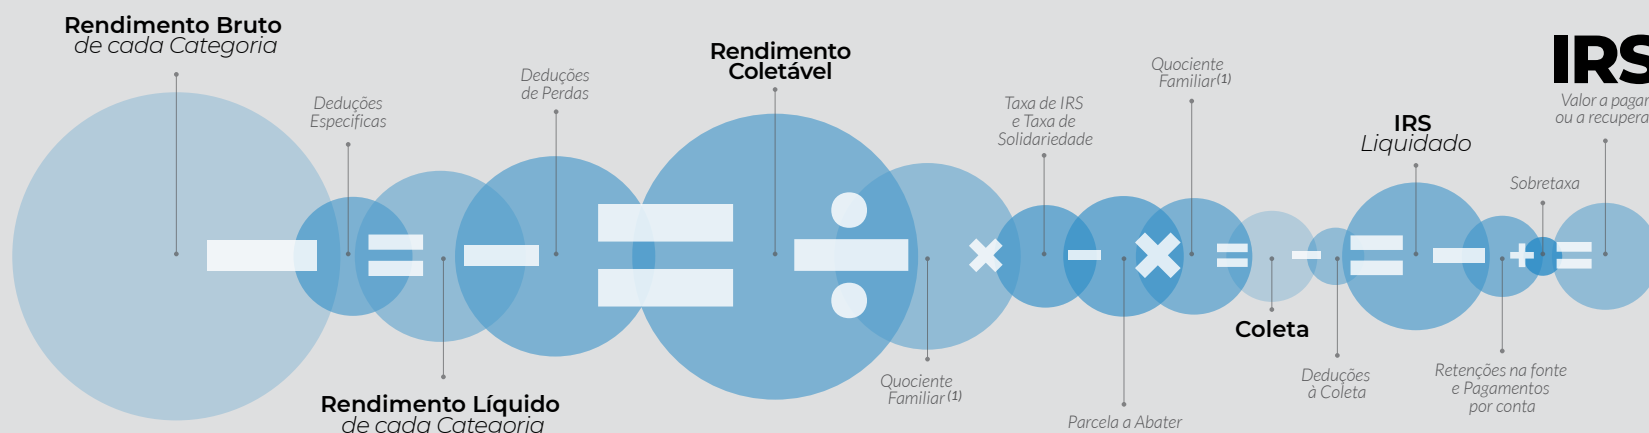 Rendimento Bruto
de cada Categoria
Deduções
Específicas
Rendimento Líquido
de cada Categoria
Deduções
de Perdas
Rendimento
Coletável
Quociente
Familiar (1)
Taxa de IRS
e Taxa de
Solidariedade
Parcela a Abater
Quociente
Familiar(1)
Coleta
Deduções
à Coleta
IRS
Liquidado
Retenções na fonte
e Pagamentos
por conta
Sobretaxa
IRS
Valor a pagar
ou a recupera